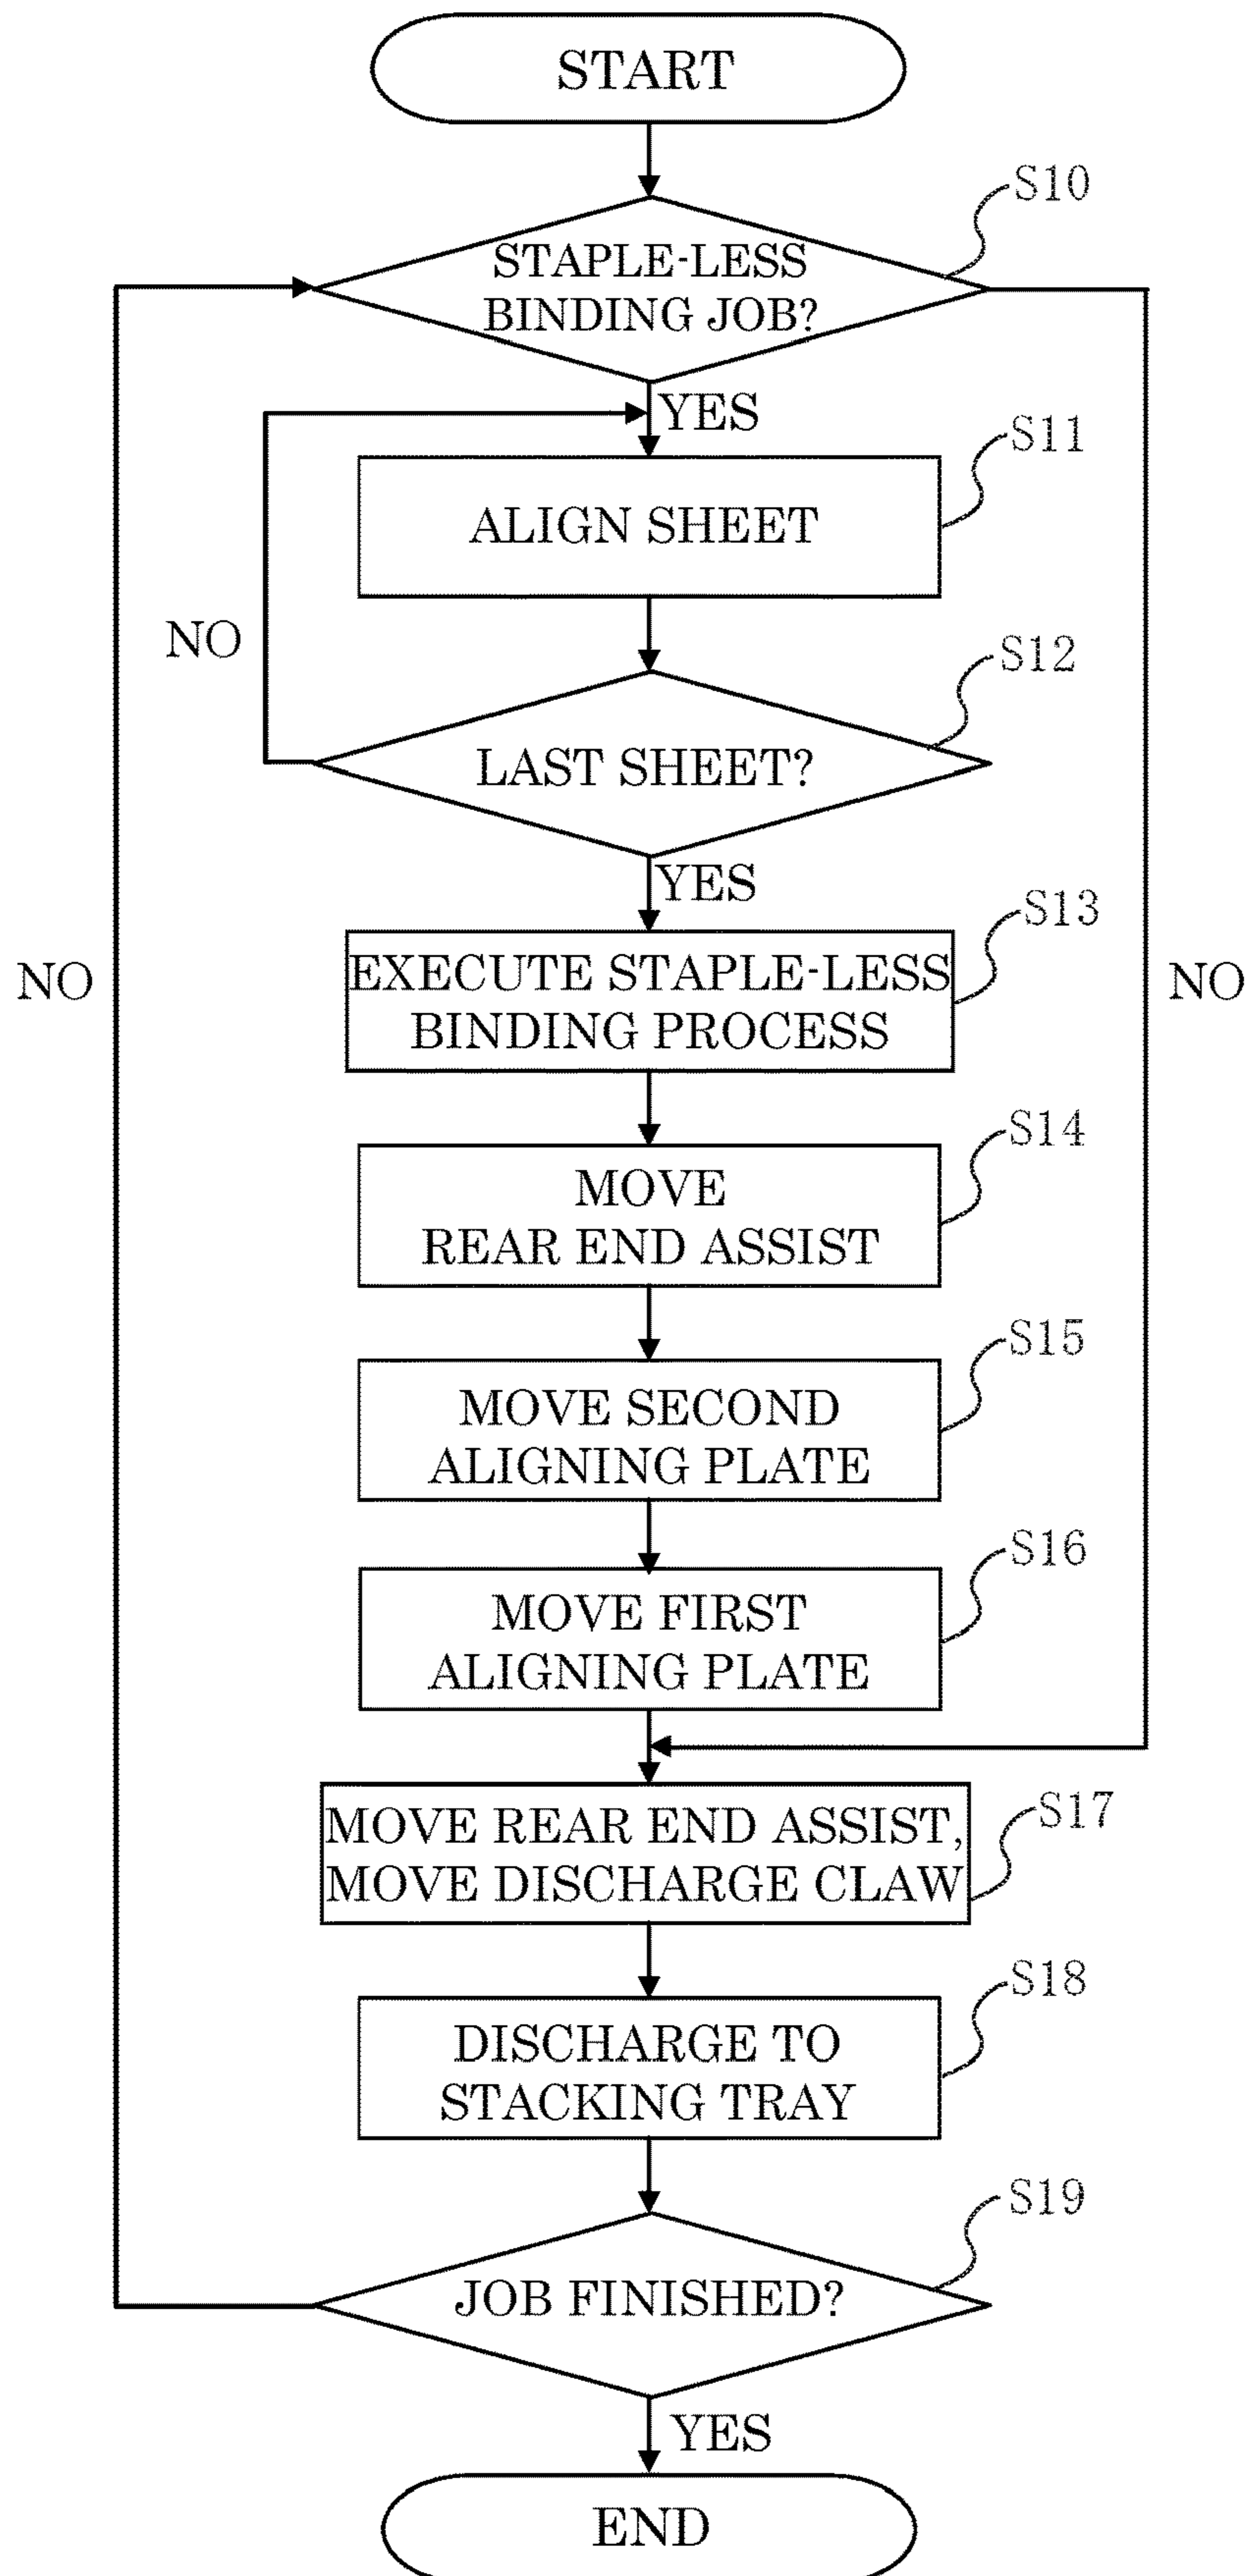 START
S10
STAPLE-LESS
BINDING JOB?
YES
S11
ALIGN SHEET
NO
S12
LAST SHEET?
YES
S13
EXECUTE STAPLE-LESS
BINDING PROCESS
NO
NO
S14
MOVE
REAR END ASSIST
S15
MOVE SECOND
ALIGNING PLATE
S16
MOVE FIRST
ALIGNING PLATE
S17
MOVE REAR END ASSIST,
MOVE DISCHARGE CLAW
S18
DISCHARGE TO
STACKING TRAY
S19
JOB FINISHED?
YES
END